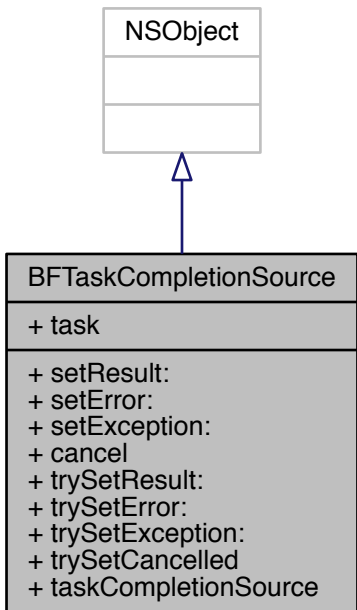 NSObject
BFTaskCompletionSource
+ task
+ setResult:
+ setError:
+ setException:
+ cancel
+ trySetResult:
+ trySetError:
+ trySetException:
+ trySetCancelled
+ taskCompletionSource